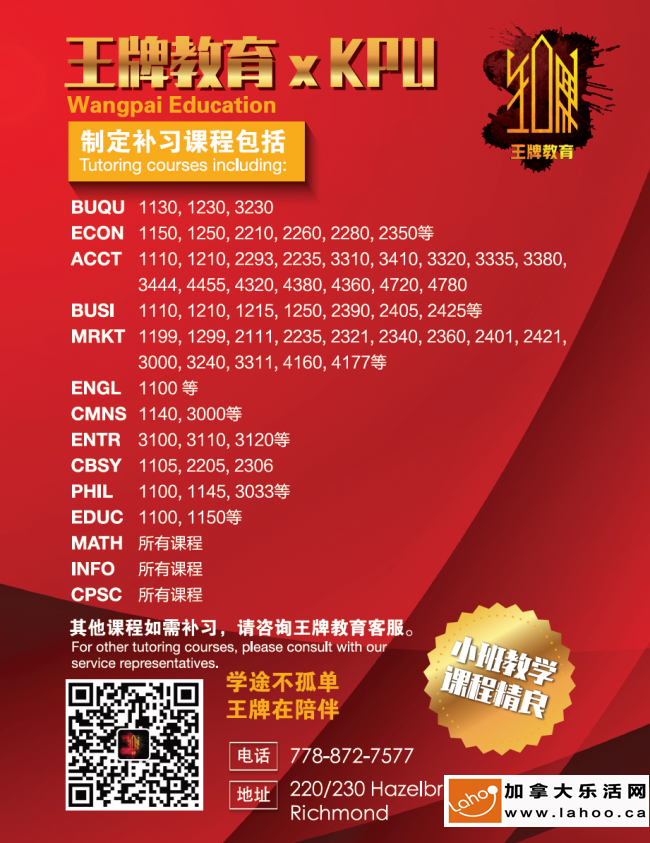 王牌教育 x KPU
Wangpai Education
王牌教育
制定补习课程包括
Tutoring courses including:
BUQU 1130, 1230, 3230
ECON 1150, 1250, 2210, 2260, 2280, 2350等
ACCT 1110, 1210, 2293, 2235, 3310, 3410, 3320, 3335, 3380,
3444, 4455, 4320, 4380, 4360, 4720, 4780
BUSI 1110, 1210, 1215, 1250, 2390, 2405, 2425等
MRKT 1199, 1299, 2111, 2235, 2321, 2340, 2360, 2401, 2421,
3000, 3240, 3311, 4160, 4177等
ENGL 1100 等
CMNS 1140, 3000等
ENTR 3100, 3110, 3120等
CBSY 1105, 2205, 2306
PHIL 1100, 1145, 3033等
EDUC 1100, 1150等
MATH 所有课程
INFO 所有课程
CPSC 所有课程
其他课程如需补习，请咨询王牌教育客服。
For other tutoring courses, please consult with our
service representatives.
小班教学
课程精良
学途不孤单
王牌在陪伴
电话 778-872-7577
地址 220/230
Richmond
Lahoo
加拿大乐活网
www.lahoo.ca